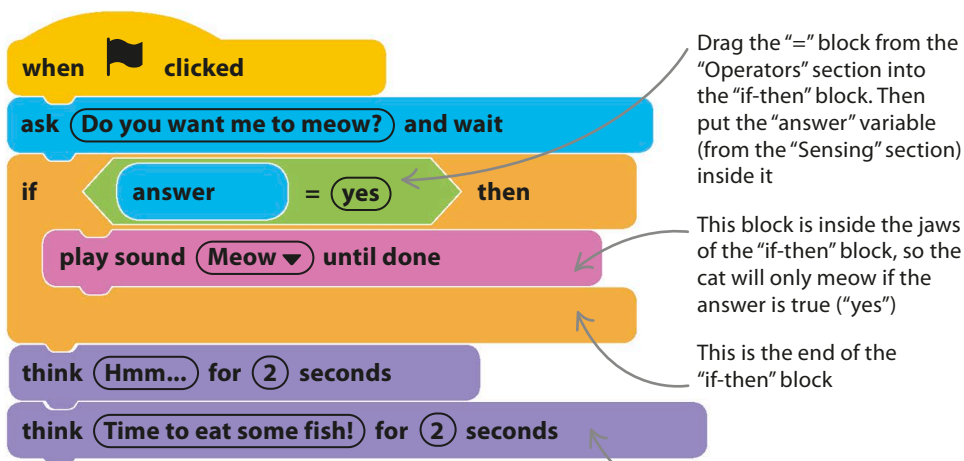 when clicked
ask Do you want me to meow? and wait
if answer = yes then
play sound Meow until done
think Hmm... for 2 seconds
think Time to eat some fish! for 2 seconds
Drag the “=” block from the
“Operators” section into
the “if-then” block. Then
put the “answer” variable
(from the “Sensing” section)
inside it
This block is inside the jaws
of the “if-then” block, so the
cat will only meow if the
answer is true (“yes”)
This is the end of the
“if-then” block